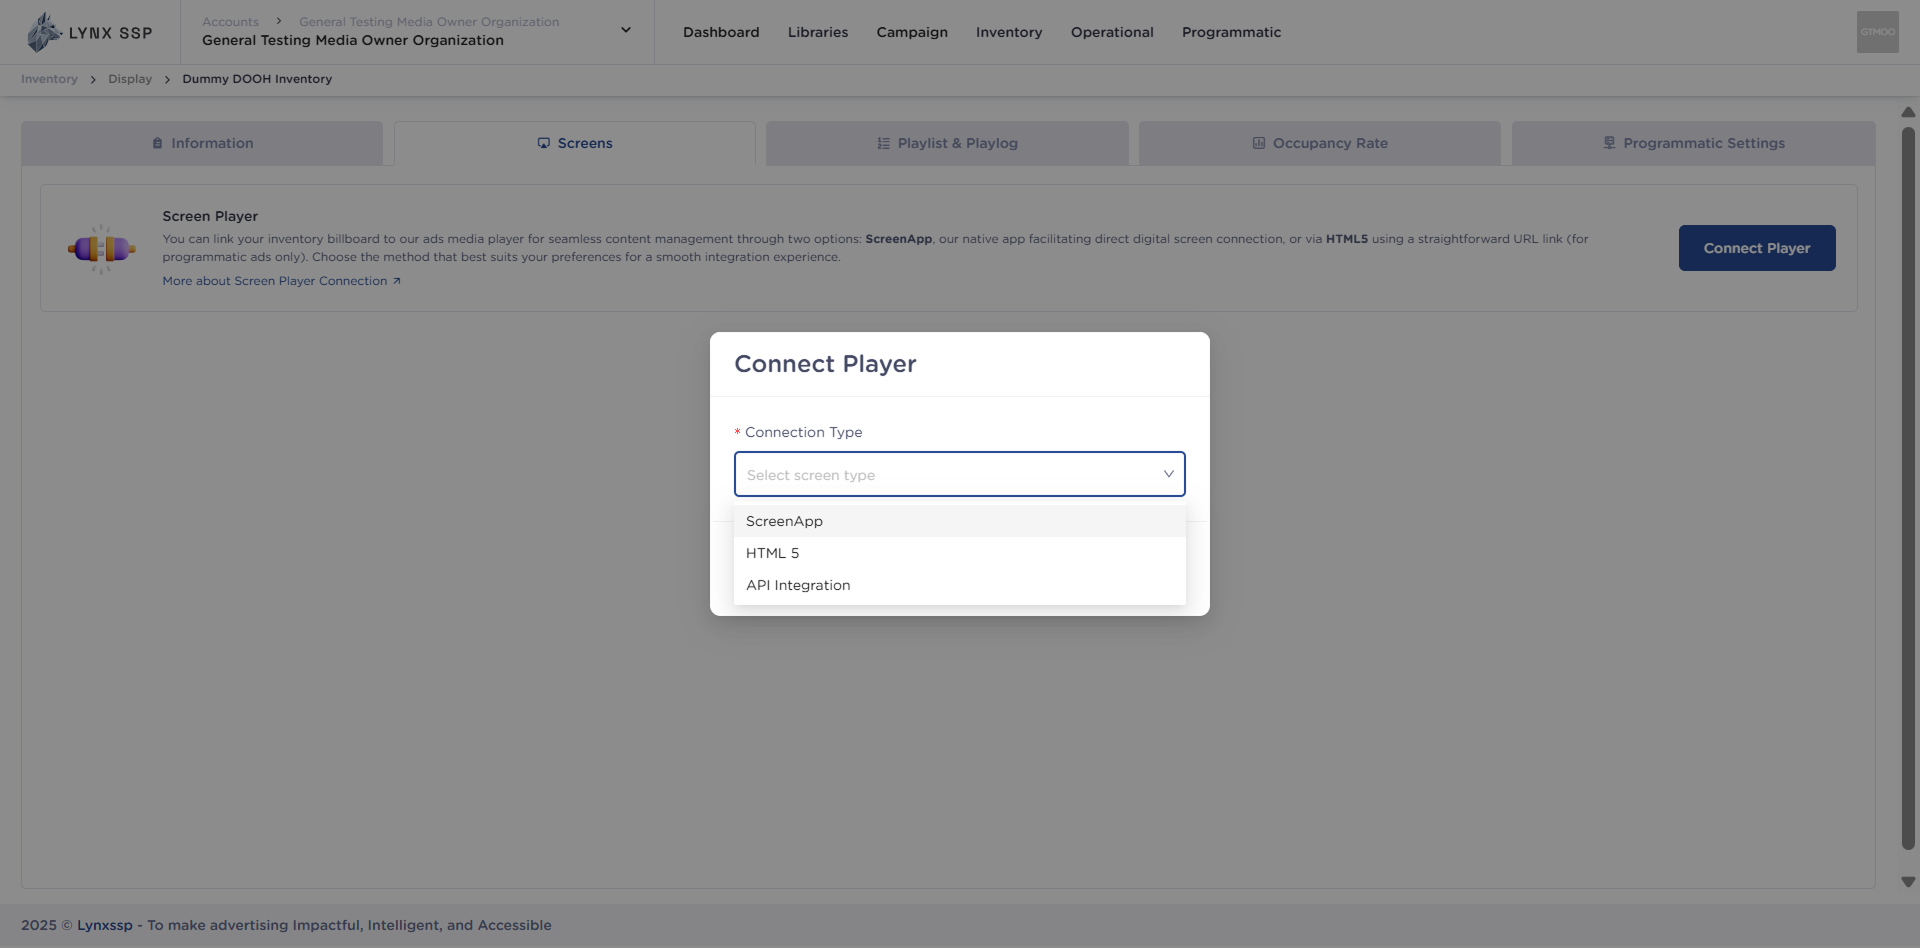 LYNX SSP
Accounts > General Testing Media Owner Organization
General Testing Media Owner Organization
Dashboard
Libraries
Campaign
Inventory
Operational
Programmatic
GTMOO
Inventory > Display > Dummy DOOH Inventory
Information
Screens
Playlist & Playlog
Occupancy Rate
Programmatic Settings
Screen Player
You can link your inventory billboard to our ads media player for seamless content management through two options: ScreenApp, our native app facilitating direct digital screen connection, or via HTML5 using a straightforward URL link (for
programmatic ads only). Choose the method that best suits your preferences for a smooth integration experience.
More about Screen Player Connection
Connect Player
Connect Player
* Connection Type
Select screen type
ScreenApp
HTML 5
API Integration
2025 © Lynxssp - To make advertising Impactful, Intelligent, and Accessible